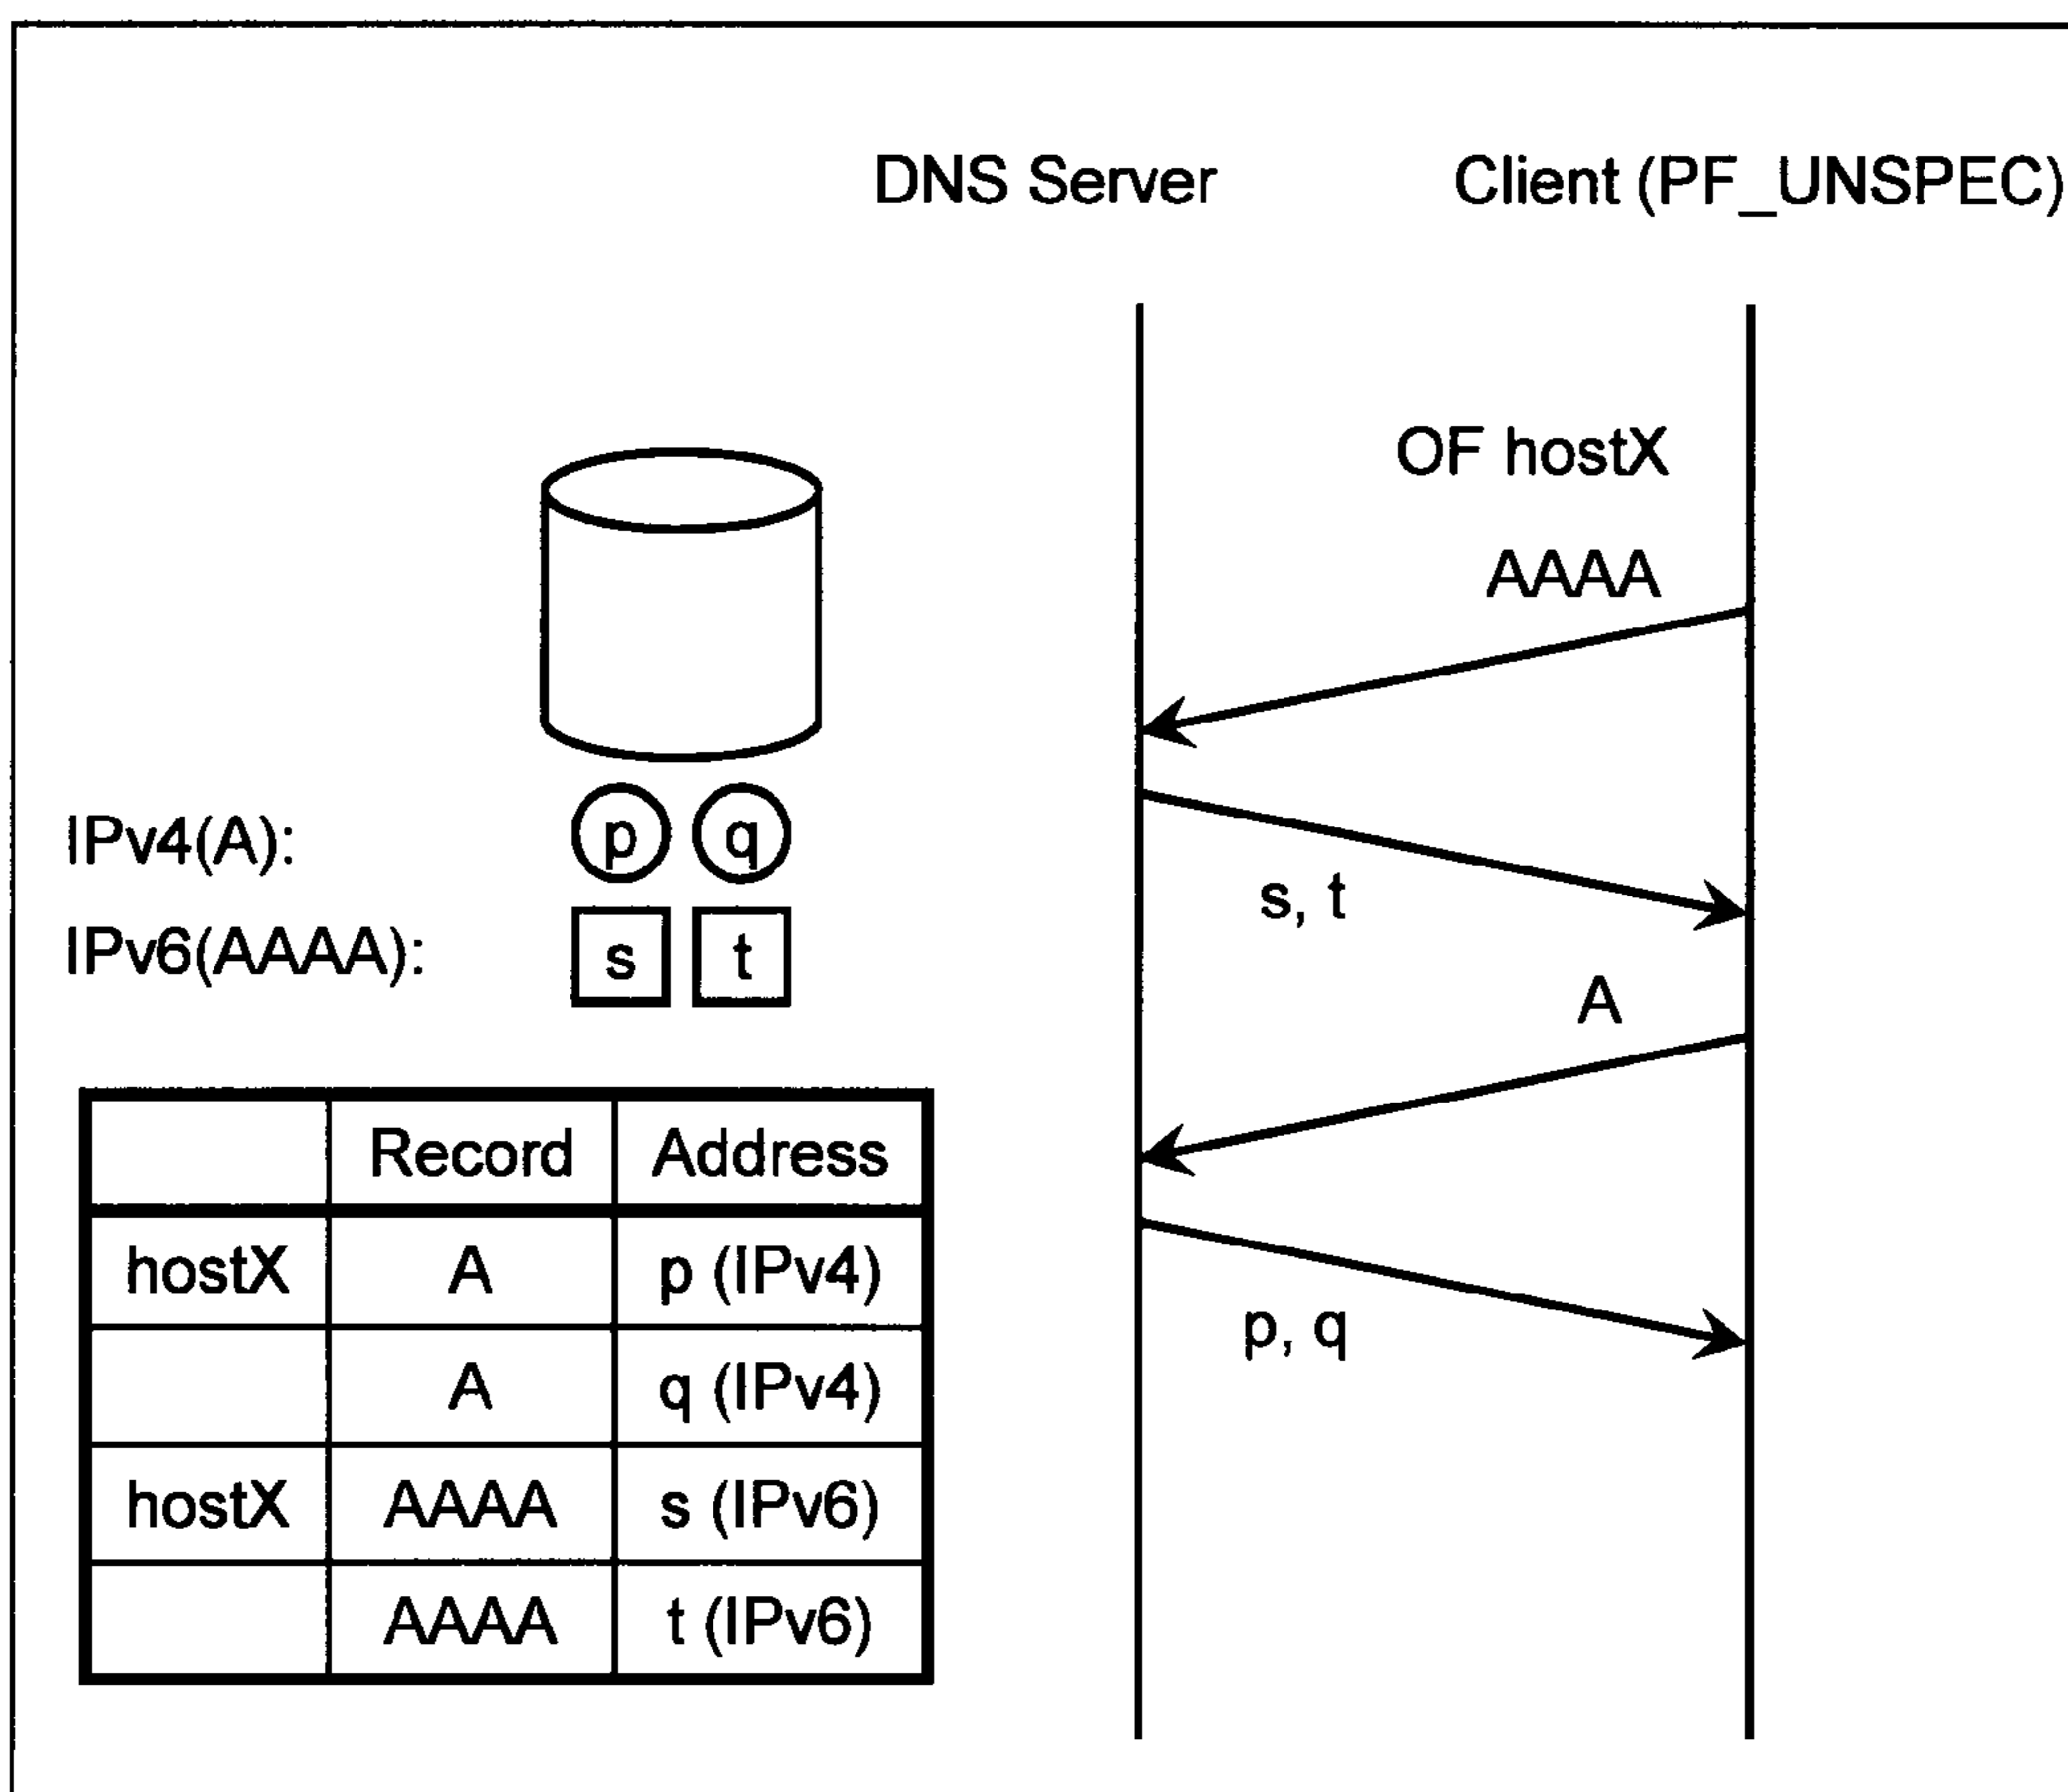 DNS Server
Client (PF_UNSPEC)
OF hostX
AAAA
s, t
A
p, q
IPv4(A):
p q
IPv6(AAAA):
s t
Record Address
hostX A p (IPv4)
A q (IPv4)
hostX AAAA s (IPv6)
AAAA t (IPv6)